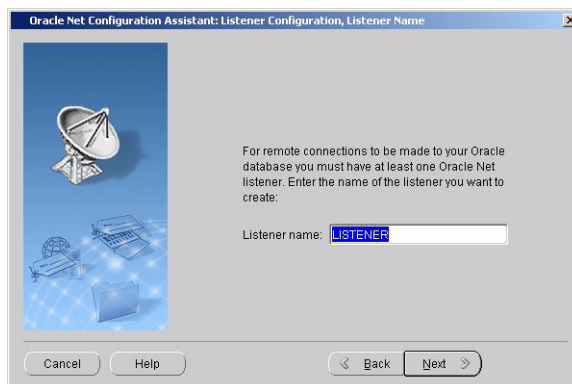 Oracle Net Configuration Assistant: Listener Configuration, Listener Name
For remote connections to be made to your Oracle
database you must have at least one Oracle Net
listener. Enter the name of the listener you want to
create:
Listener name: LISTENER
Cancel Help Back Next